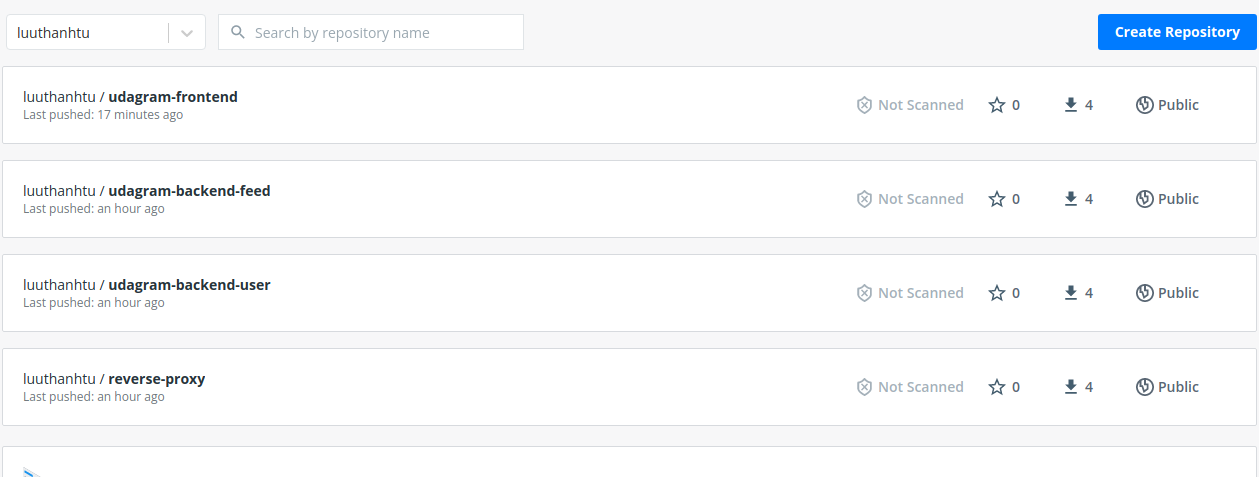 luuthanhtu
Search by repository name
Create Repository
luuthanhtu / udagram-frontend
Not Scanned 0 4 Public
Last pushed: 17 minutes ago
luuthanhtu / udagram-backend-feed
Not Scanned 0 4 Public
Last pushed: an hour ago
luuthanhtu / udagram-backend-user
Not Scanned 0 4 Public
Last pushed: an hour ago
luuthanhtu / reverse-proxy
Not Scanned 0 4 Public
Last pushed: an hour ago